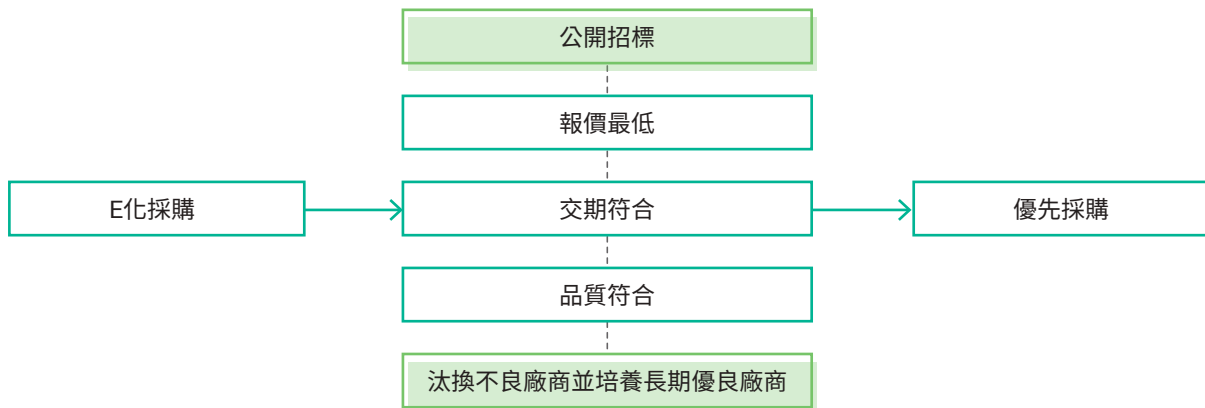 公開招標
報價最低
E化採購
交期符合
優先採購
品質符合
汰換不良廠商並培養長期優良廠商